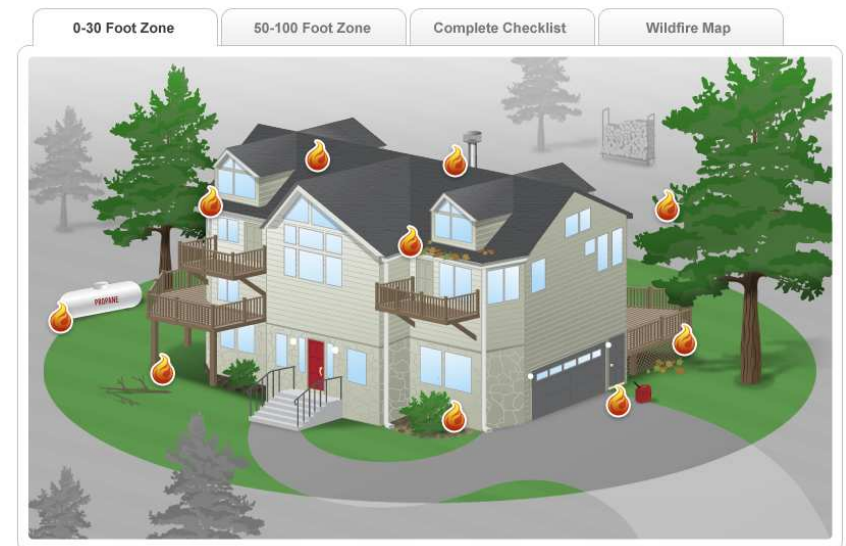 0-30 Foot Zone
50-100 Foot Zone
Complete Checklist
Wildfire Map
PROPANE